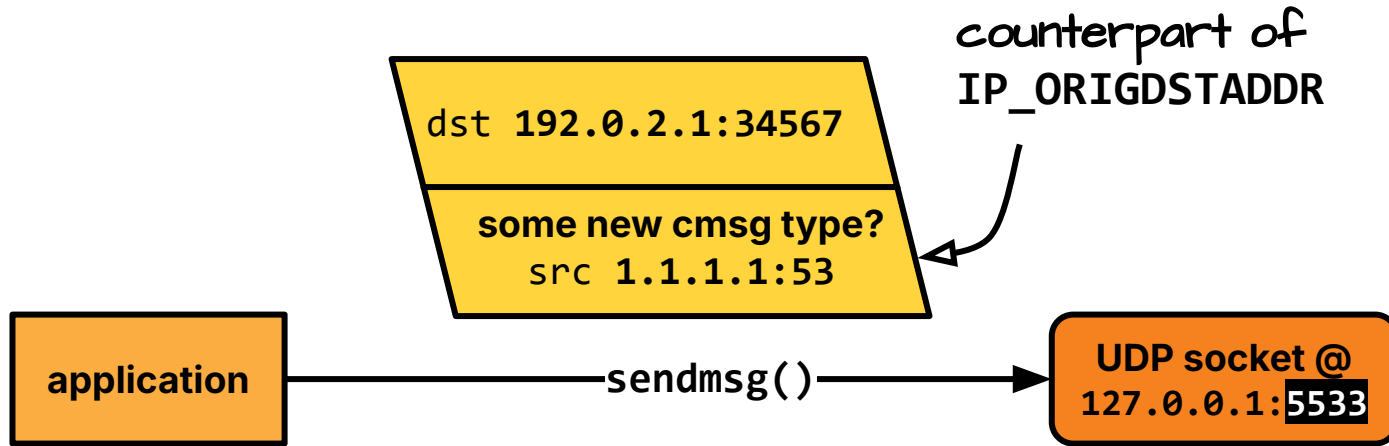 counterpart of
IP_ORIGDSTADDR
dst 192.0.2.1:34567
some new cmsg type?
src 1.1.1.1:53
application
sendmsg()
UDP socket @
127.0.0.1:5533